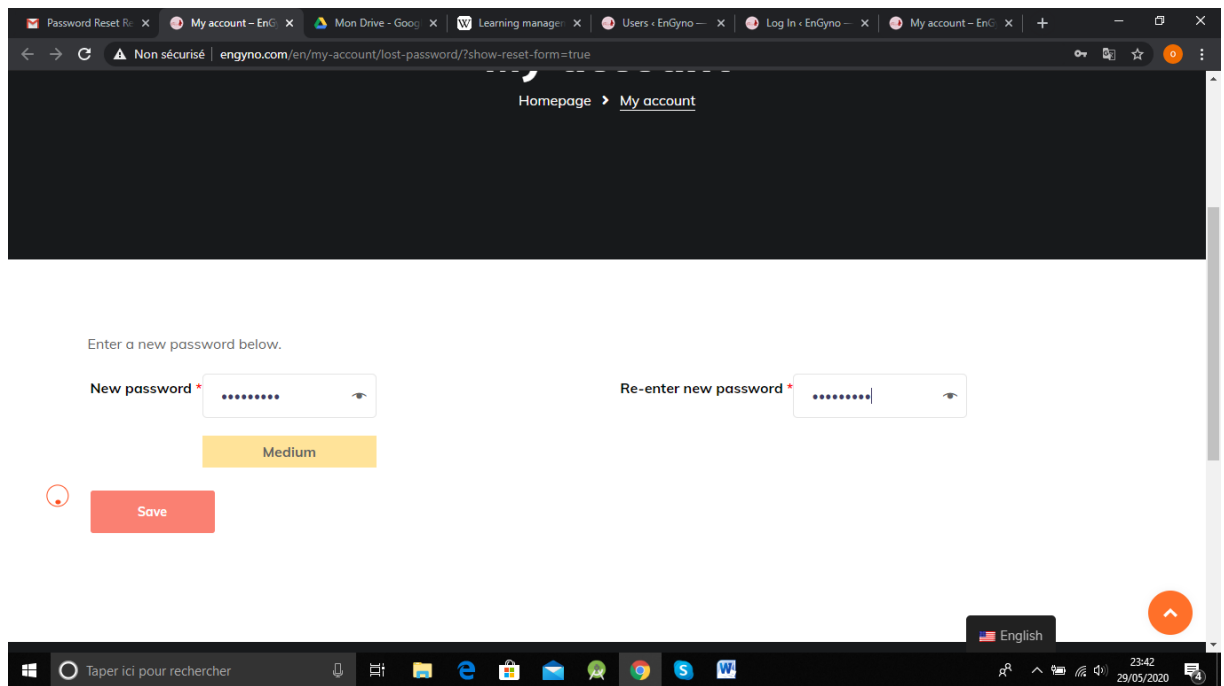 Password Reset Re
My account – EnG
Mon Drive - Goog
Learning managem
Users ‹ EnGyno —
Log In ‹ EnGyno —
My account – EnG
Non sécurisé
engyno.com/en/my-account/lost-password/?show-reset-form=true
o
Homepage > My account
Enter a new password below.
New password *
Re-enter new password *
Medium
Save
English
Taper ici pour rechercher
23:42
29/05/2020
4